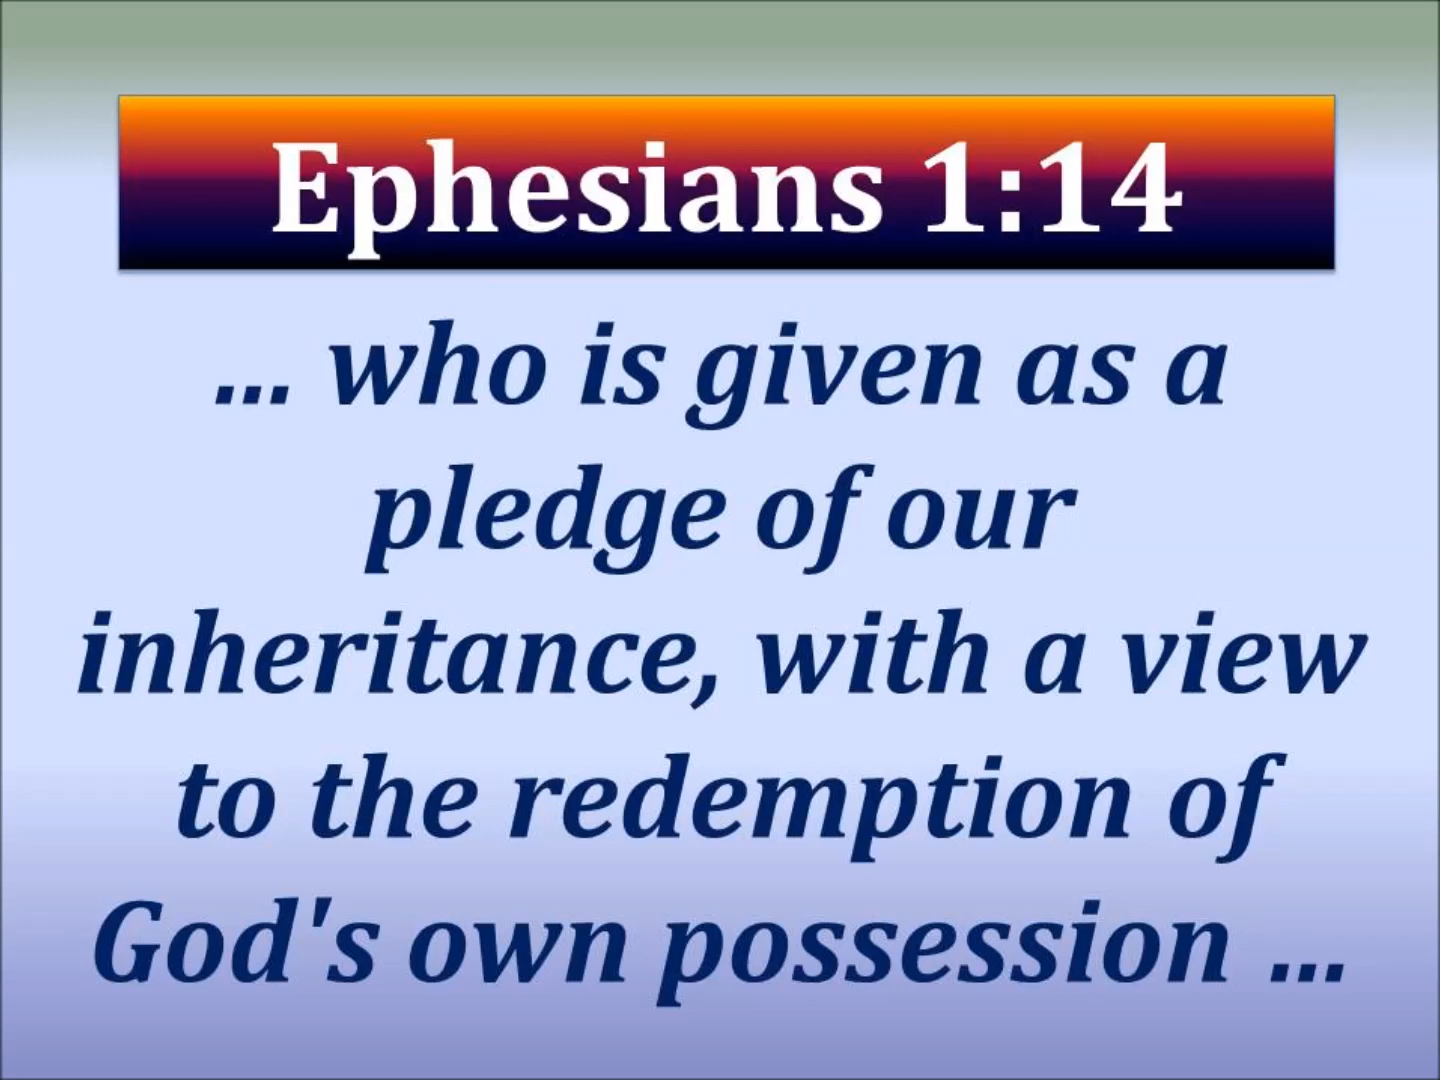 Ephesians 1:14
... who is given as a
pledge of our
inheritance, with a view
to the redemption of
God's own possession ...